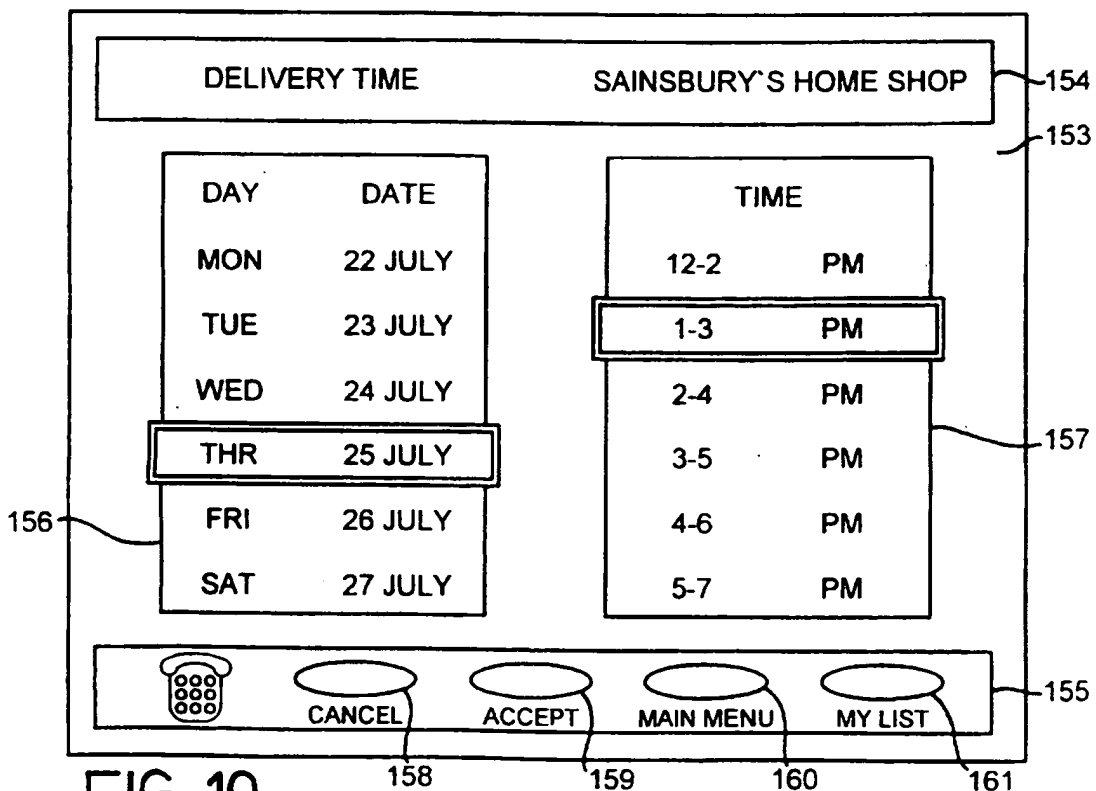 DELIVERY TIME SAINSBURY`S HOME SHOP
154
153
DAY DATE
MON 22 JULY
TUE 23 JULY
WED 24 JULY
THR 25 JULY
FRI 26 JULY
SAT 27 JULY
156
TIME
12-2 PM
1-3 PM
2-4 PM
3-5 PM
4-6 PM
5-7 PM
157
CANCEL ACCEPT MAIN MENU MY LIST
155
158 159 160 161
FIG. 10